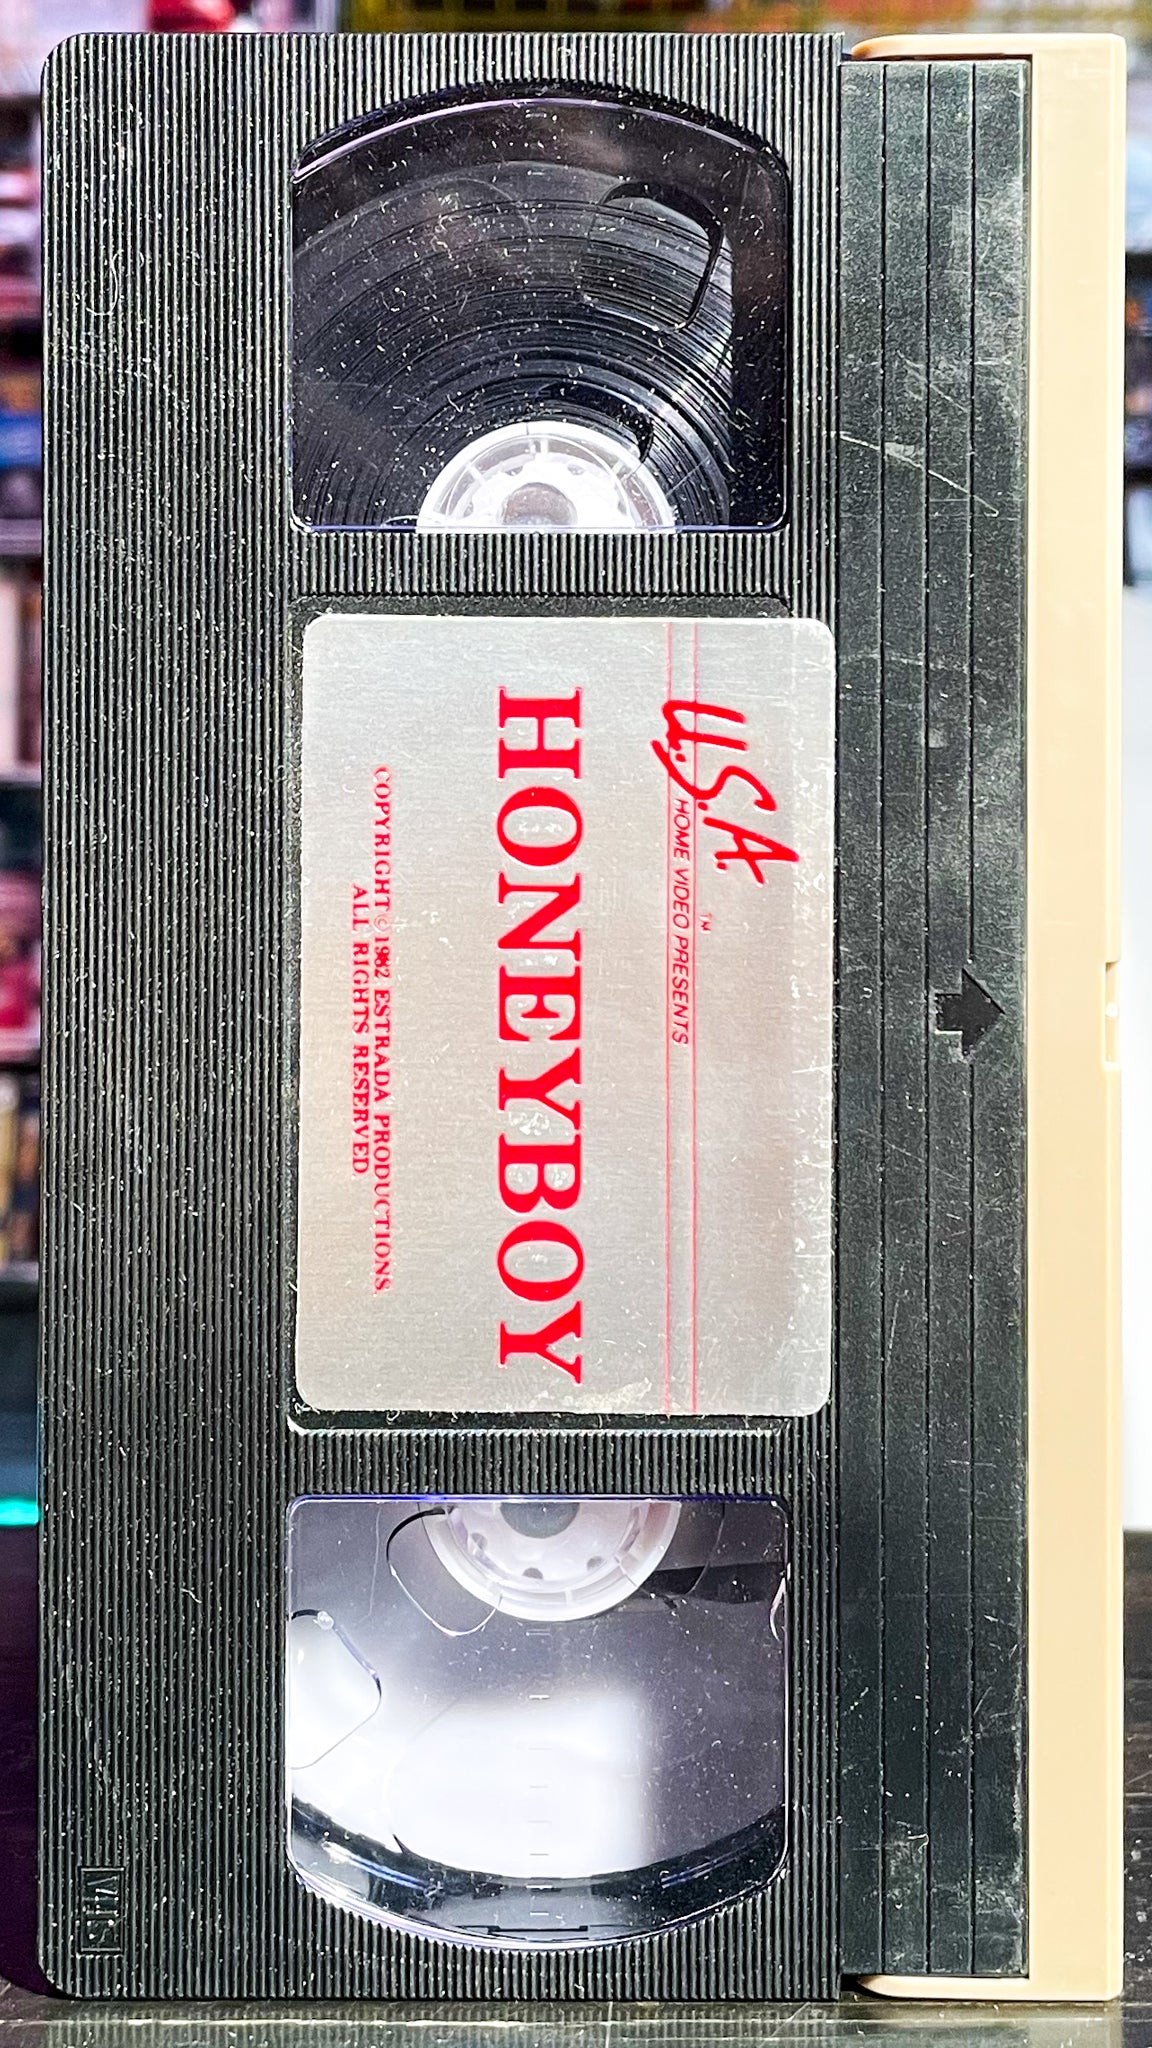 U.S.A.
HOME VIDEO PRESENTS
™
HONEYBOY
COPYRIGHT © 1982 ESTRADA PRODUCTIONS.
ALL RIGHTS RESERVED.
VHS